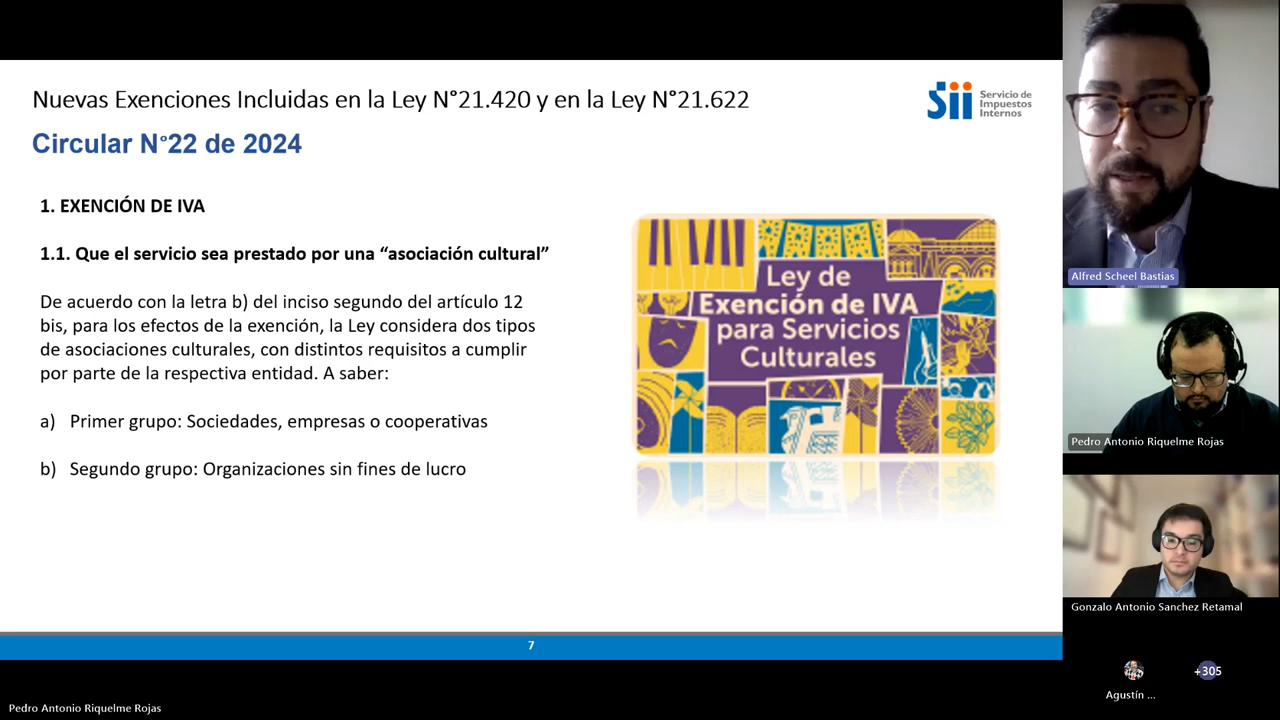 Nuevas Exenciones Incluidas en la Ley N°21.420 y en la Ley N°21.622
Circular N°22 de 2024
Sii Servicio de
Impuestos
Internos
1. EXENCIÓN DE IVA
1.1. Que el servicio sea prestado por una “asociación cultural”
De acuerdo con la letra b) del inciso segundo del artículo 12
bis, para los efectos de la exención, la Ley considera dos tipos
de asociaciones culturales, con distintos requisitos a cumplir
por parte de la respectiva entidad. A saber:
a) Primer grupo: Sociedades, empresas o cooperativas
b) Segundo grupo: Organizaciones sin fines de lucro
Ley de
Exención de IVA
para Servicios
Culturales
7
Alfred Scheel Bastias
Pedro Antonio Riquelme Rojas
Gonzalo Antonio Sanchez Retamal
Agustín ...
+305
Pedro Antonio Riquelme Rojas